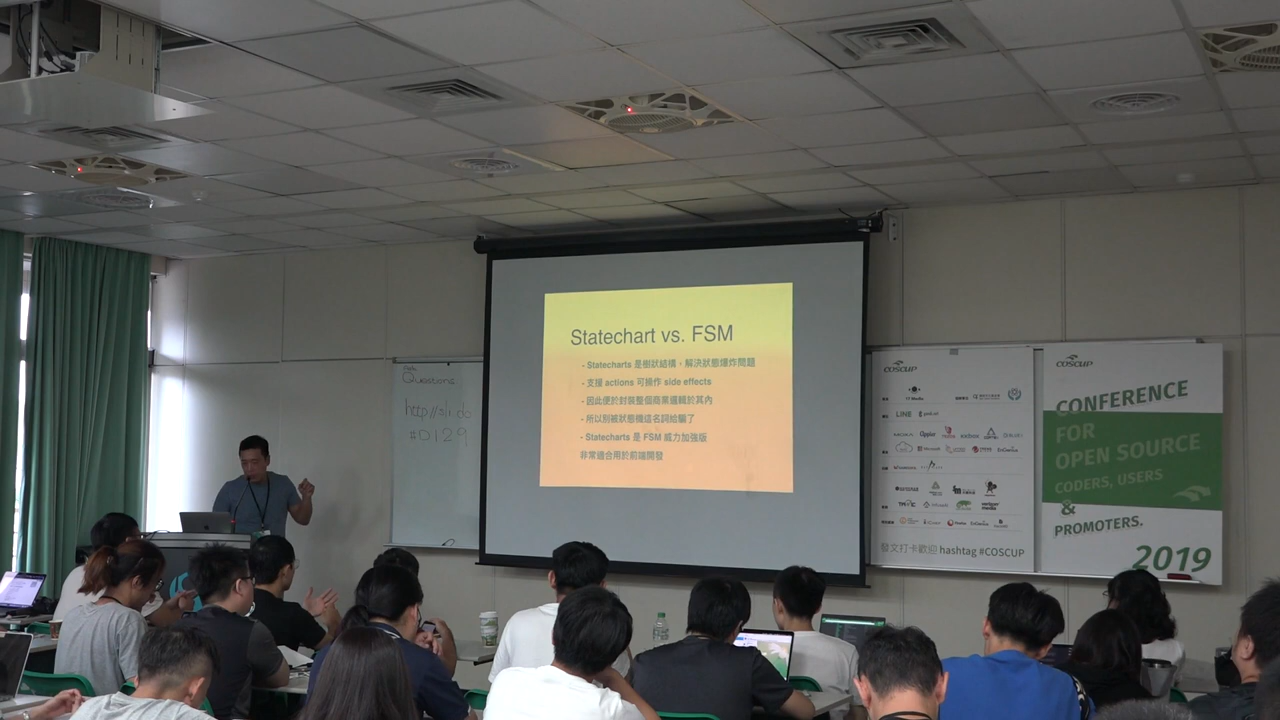 Statechart vs. FSM
- Statecharts 是樹狀結構，解決狀態爆炸問題
- 支援 actions 可操作 side effects
- 因此便於封裝整個商業邏輯於其內
- 所以別被狀態機這名詞給騙了
- Statecharts 是 FSM 威力加強版
非常適合用於前端開發
Questions
http://sli.do
#D129
COSCUP
LINE
Microsoft
發文打卡歡迎 hashtag #COSCUP
COSCUP
CONFERENCE
FOR
OPEN SOURCE
CODERS, USERS
&
PROMOTERS.
2019